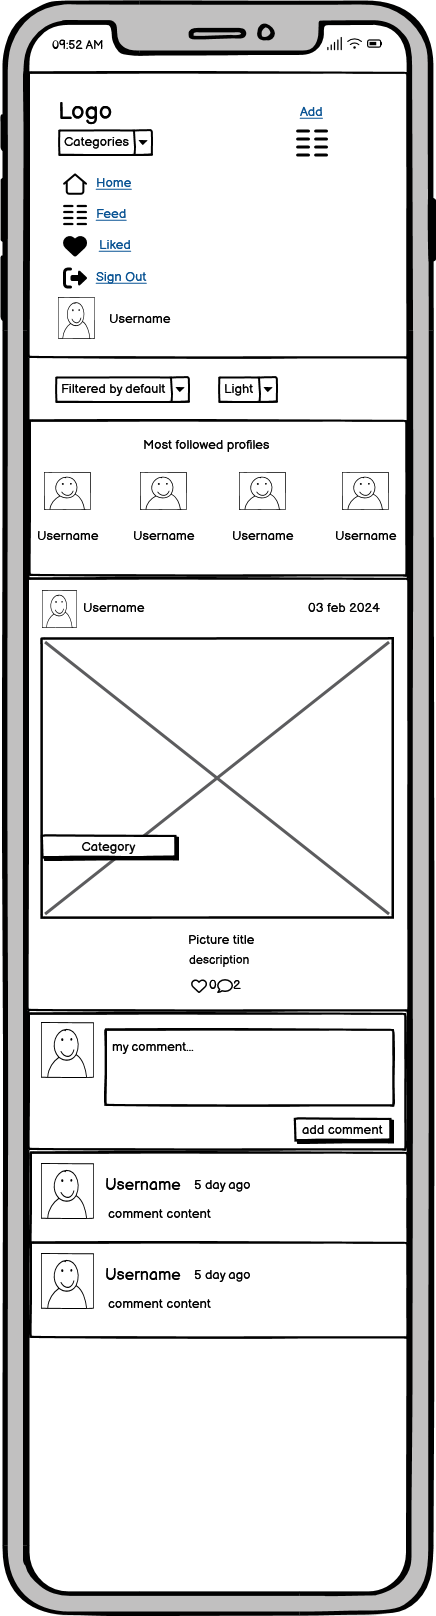 09:52 AM
Logo
Add
Categories
Home
Feed
Liked
Sign Out
Username
Filtered by default
Light
Most followed profiles
Username Username Username Username
Username 03 feb 2024
Category
Picture title
description
0 2
my comment...
add comment
Username 5 day ago
comment content
Username 5 day ago
comment content